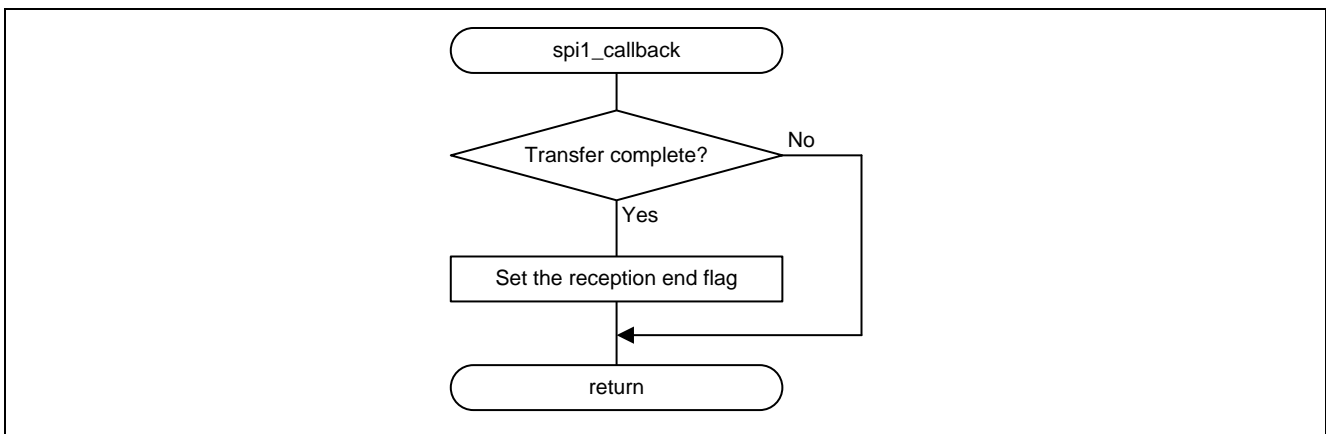 spi1_callback
Transfer complete?
No
Yes
Set the reception end flag
return